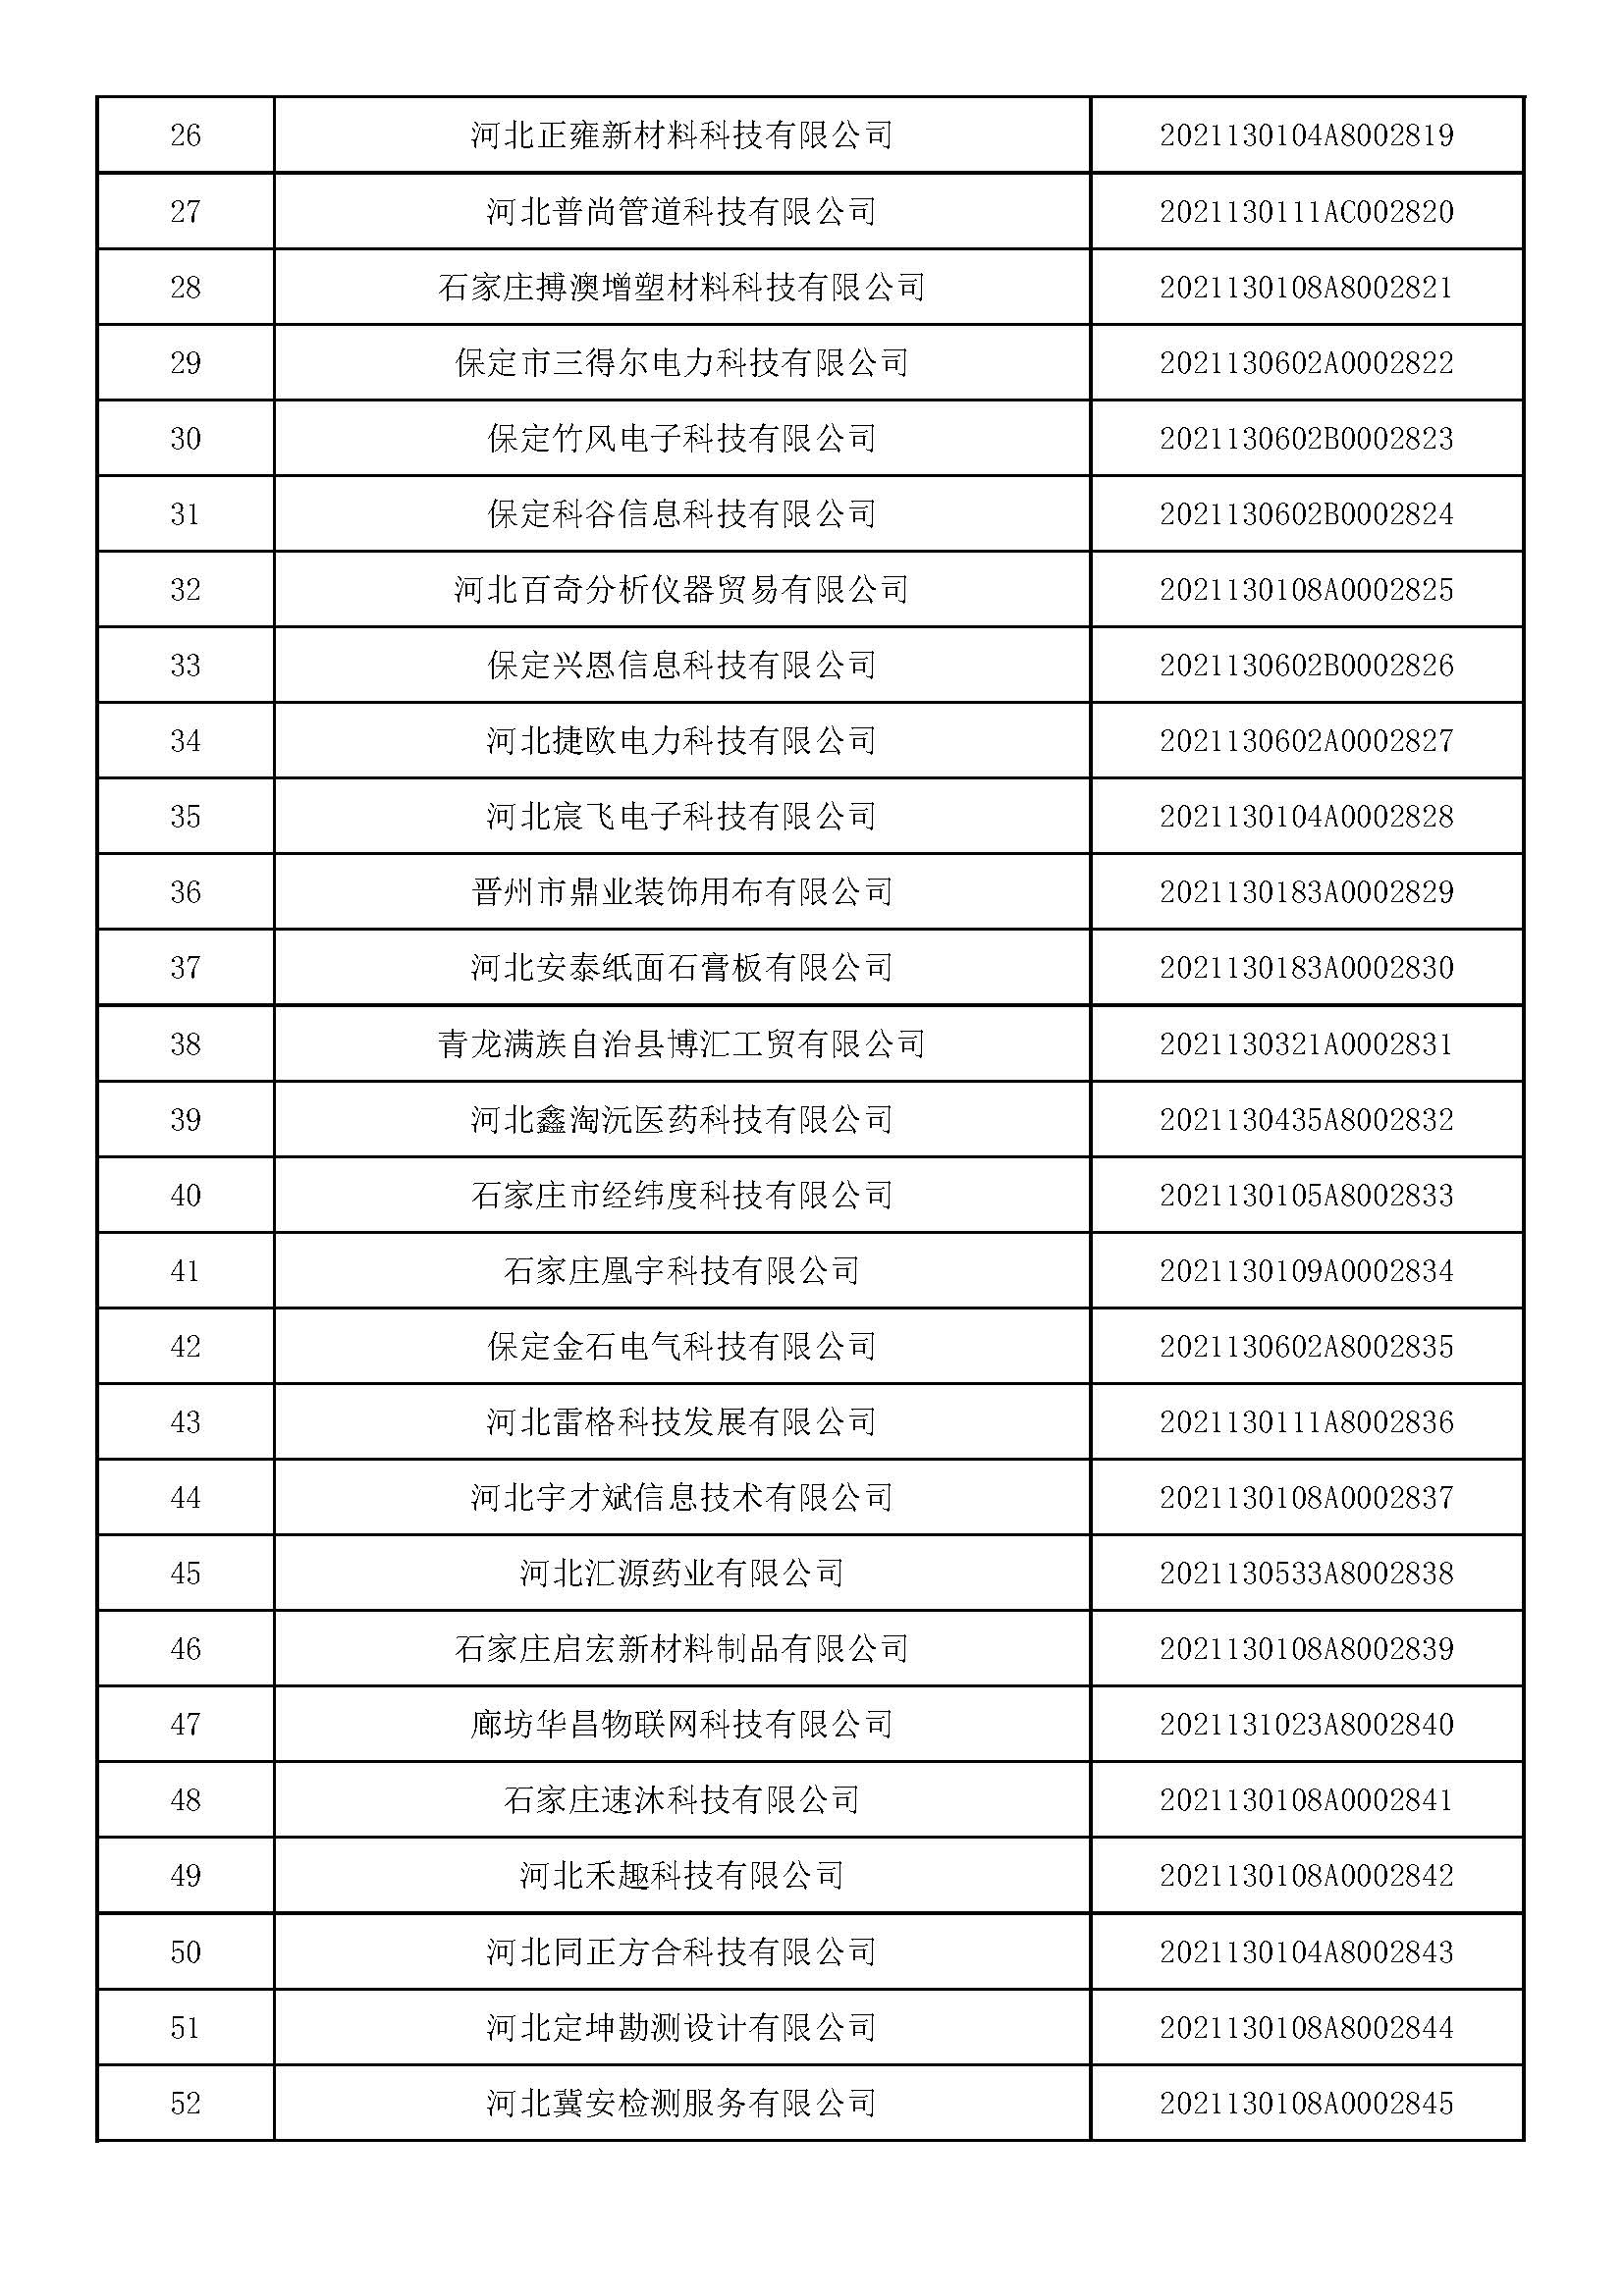 26 河北正雍新材料科技有限公司 2021130104A8002819
27 河北普尚管道科技有限公司 2021130111AC002820
28 石家庄搏澳增塑材料科技有限公司 2021130108A8002821
29 保定市三得尔电力科技有限公司 2021130602A0002822
30 保定竹风电子科技有限公司 2021130602B0002823
31 保定科谷信息科技有限公司 2021130602B0002824
32 河北百奇分析仪器贸易有限公司 2021130108A0002825
33 保定兴恩信息科技有限公司 2021130602B0002826
34 河北捷欧电力科技有限公司 2021130602A0002827
35 河北宸飞电子科技有限公司 2021130104A0002828
36 晋州市鼎业装饰用布有限公司 2021130183A0002829
37 河北安泰纸面石膏板有限公司 2021130183A0002830
38 青龙满族自治县博汇工贸有限公司 2021130321A0002831
39 河北鑫淘沅医药科技有限公司 2021130435A8002832
40 石家庄市经纬度科技有限公司 2021130105A8002833
41 石家庄凰宇科技有限公司 2021130109A0002834
42 保定金石电气科技有限公司 2021130602A8002835
43 河北雷格科技发展有限公司 2021130111A8002836
44 河北宇才斌信息技术有限公司 2021130108A0002837
45 河北汇源药业有限公司 2021130533A8002838
46 石家庄启宏新材料制品有限公司 2021130108A8002839
47 廊坊华昌物联网科技有限公司 2021131023A8002840
48 石家庄速沐科技有限公司 2021130108A0002841
49 河北禾趣科技有限公司 2021130108A0002842
50 河北同正方合科技有限公司 2021130104A8002843
51 河北定坤勘测设计有限公司 2021130108A8002844
52 河北冀安检测服务有限公司 2021130108A0002845